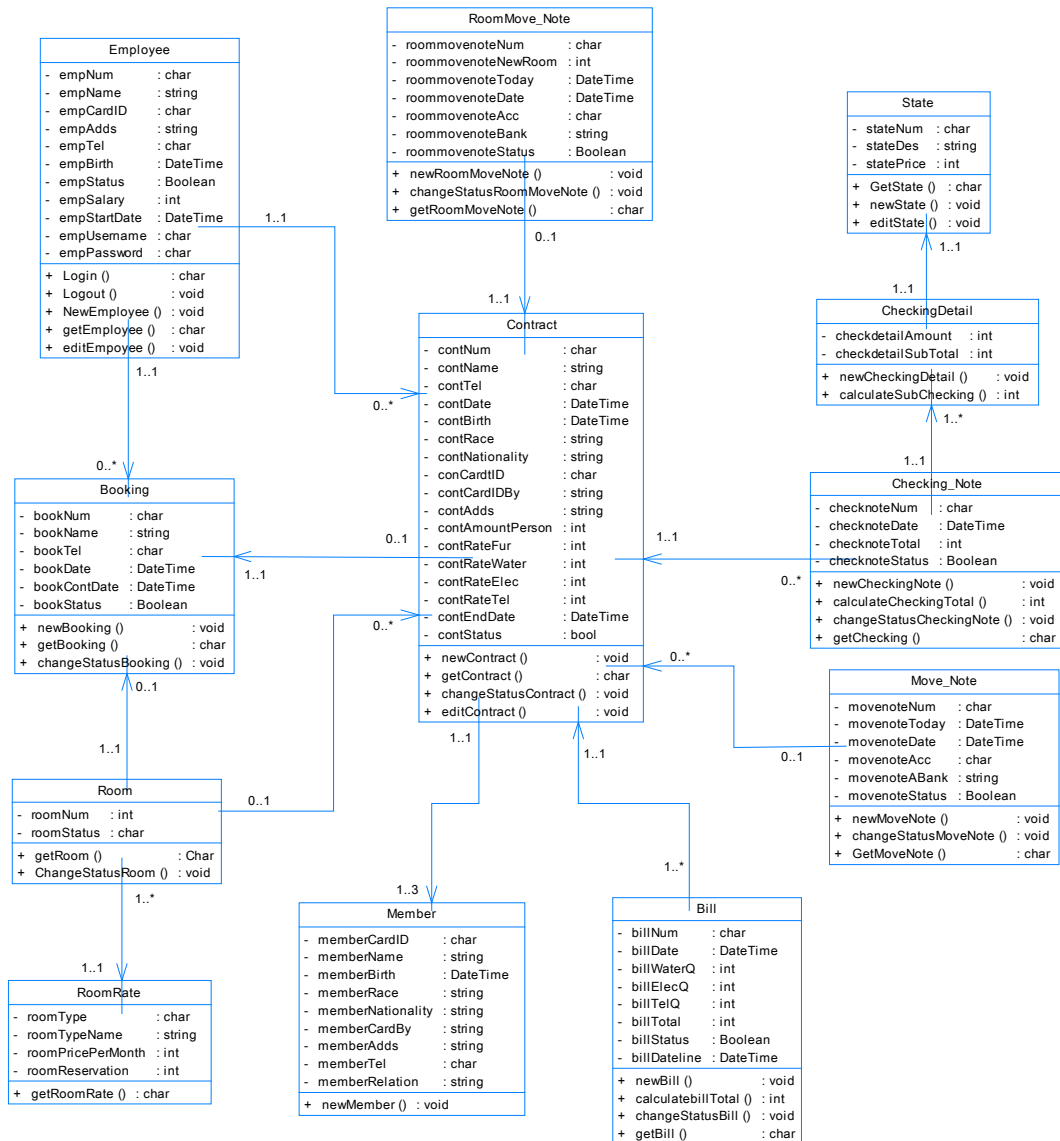 RoomMove_Note
- roommovenoteNum : char
- roommovenoteNewRoom : int
- roommovenoteToday : DateTime
- roommovenoteDate : DateTime
- roommovenoteAcc : char
- roommovenoteBank : string
- roommovenoteStatus : Boolean
+ newRoomMoveNote () : void
+ changeStatusRoomMoveNote () : void
+ getRoomMoveNote () : char
0..1
1..1
Employee
- empNum : char
- empName : string
- empCardID : char
- empAdds : string
- empTel : char
- empBirth : DateTime
- empStatus : Boolean
- empSalary : int
- empStartDate : DateTime
- empUsername : char
- empPassword : char
+ Login () : char
+ Logout () : void
+ NewEmployee () : void
+ getEmployee () : char
+ editEmpoyee () : void
1..1
0..*
1..1
0..*
State
- stateNum : char
- stateDes : string
- statePrice : int
+ GetState () : char
+ newState () : void
+ editState () : void
1..1
1..1
CheckingDetail
- checkdetailAmount : int
- checkdetailSubTotal : int
+ newCheckingDetail () : void
+ calculateSubChecking () : int
1..*
1..1
Contract
- contNum : char
- contName : string
- contTel : char
- contDate : DateTime
- contBirth : DateTime
- contRace : string
- contNationality : string
- conCardtID : char
- contCardIDBy : string
- contAdds : string
- contAmountPerson : int
- contRateFur : int
- contRateWater : int
- contRateElec : int
- contRateTel : int
- contEndDate : DateTime
- contStatus : bool
+ newContract () : void
+ getContract () : char
+ changeStatusContract () : void
+ editContract () : void
Booking
- bookNum : char
- bookName : string
- bookTel : char
- bookDate : DateTime
- bookContDate : DateTime
- bookStatus : Boolean
+ newBooking () : void
+ getBooking () : char
+ changeStatusBooking () : void
0..1
1..1
0..*
0..1
1..1
Checking_Note
- checknoteNum : char
- checknoteDate : DateTime
- checknoteTotal : int
- checknoteStatus : Boolean
+ newCheckingNote () : void
+ calculateCheckingTotal () : int
+ changeStatusCheckingNote () : void
+ getChecking () : char
1..1
0..*
0..*
0..1
Move_Note
- movenoteNum : char
- movenoteToday : DateTime
- movenoteDate : DateTime
- movenoteAcc : char
- movenoteABank : string
- movenoteStatus : Boolean
+ newMoveNote () : void
+ changeStatusMoveNote () : void
+ GetMoveNote () : char
Room
- roomNum : int
- roomStatus : char
+ getRoom () : Char
+ ChangeStatusRoom () : void
0..1
1..*
1..1
RoomRate
- roomType : char
- roomTypeName : string
- roomPricePerMonth : int
- roomReservation : int
+ getRoomRate () : char
1..1
1..3
Member
- memberCardID : char
- memberName : string
- memberBirth : DateTime
- memberRace : string
- memberNationality : string
- memberCardBy : string
- memberAdds : string
- memberTel : char
- memberRelation : string
+ newMember () : void
1..1
1..*
Bill
- billNum : char
- billDate : DateTime
- billWaterQ : int
- billElecQ : int
- billTelQ : int
- billTotal : int
- billStatus : Boolean
- billDateline : DateTime
+ newBill () : void
+ calculatebillTotal () : int
+ changeStatusBill () : void
+ getBill () : char